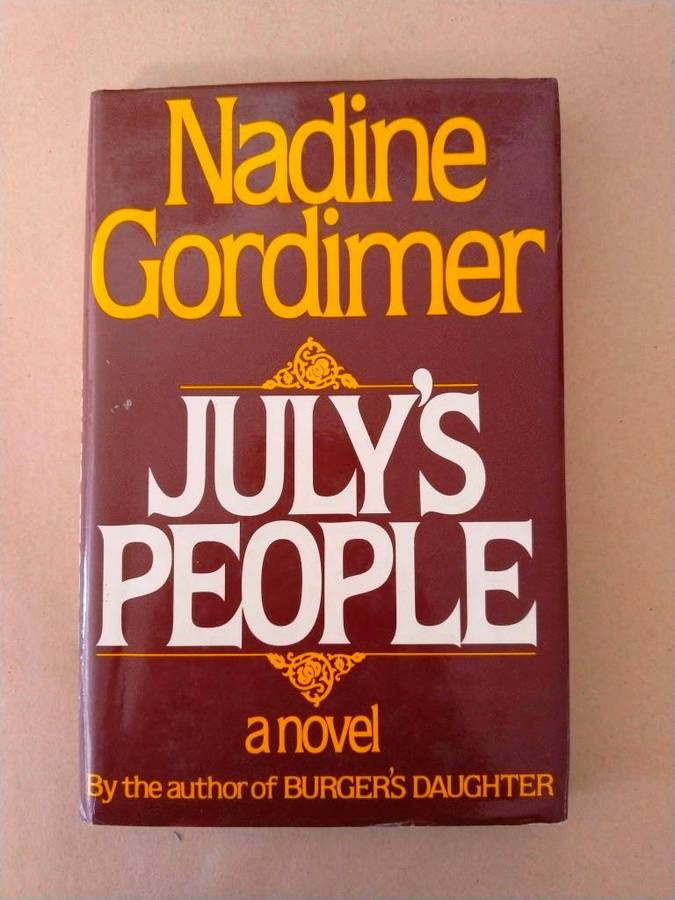 Nadine
Gordimer
JULY'S
PEOPLE
a novel
By the author of BURGER'S DAUGHTER